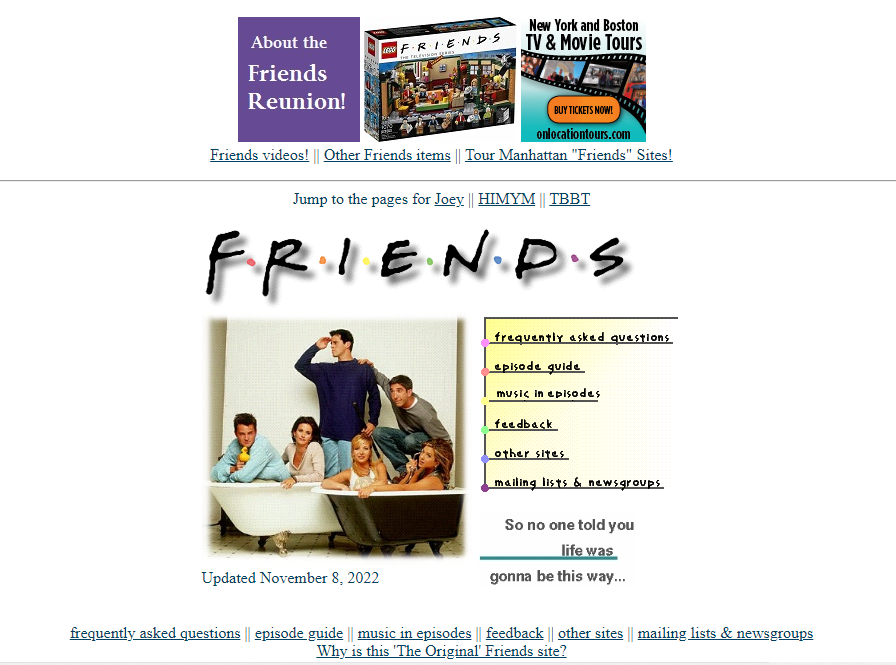 About the
Friends
Reunion!
LEGO
F·R·I·E·N·D·S
THE TELEVISION SERIES
New York and Boston
TV & Movie Tours
BUY TICKETS NOW!
onlocationtours.com
Friends videos! || Other Friends items || Tour Manhattan "Friends" Sites!
Jump to the pages for Joey || HIMYM || TBBT
F·R·I·E·N·D·S
frequently asked questions
episode guide
music in episodes
feedback
other sites
mailing lists & newsgroups
So no one told you
life was
gonna be this way...
Updated November 8, 2022
frequently asked questions || episode guide || music in episodes || feedback || other sites || mailing lists & newsgroups
Why is this 'The Original' Friends site?